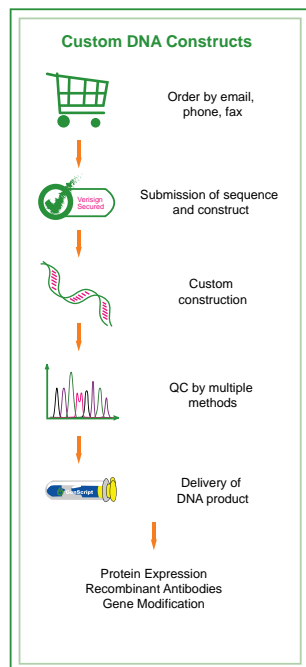 Custom DNA Constructs
Order by email,
phone, fax
Verisign
Secured
Submission of sequence
and construct
Custom
construction
QC by multiple
methods
GenScript
Delivery of
DNA product
Protein Expression
Recombinant Antibodies
Gene Modification